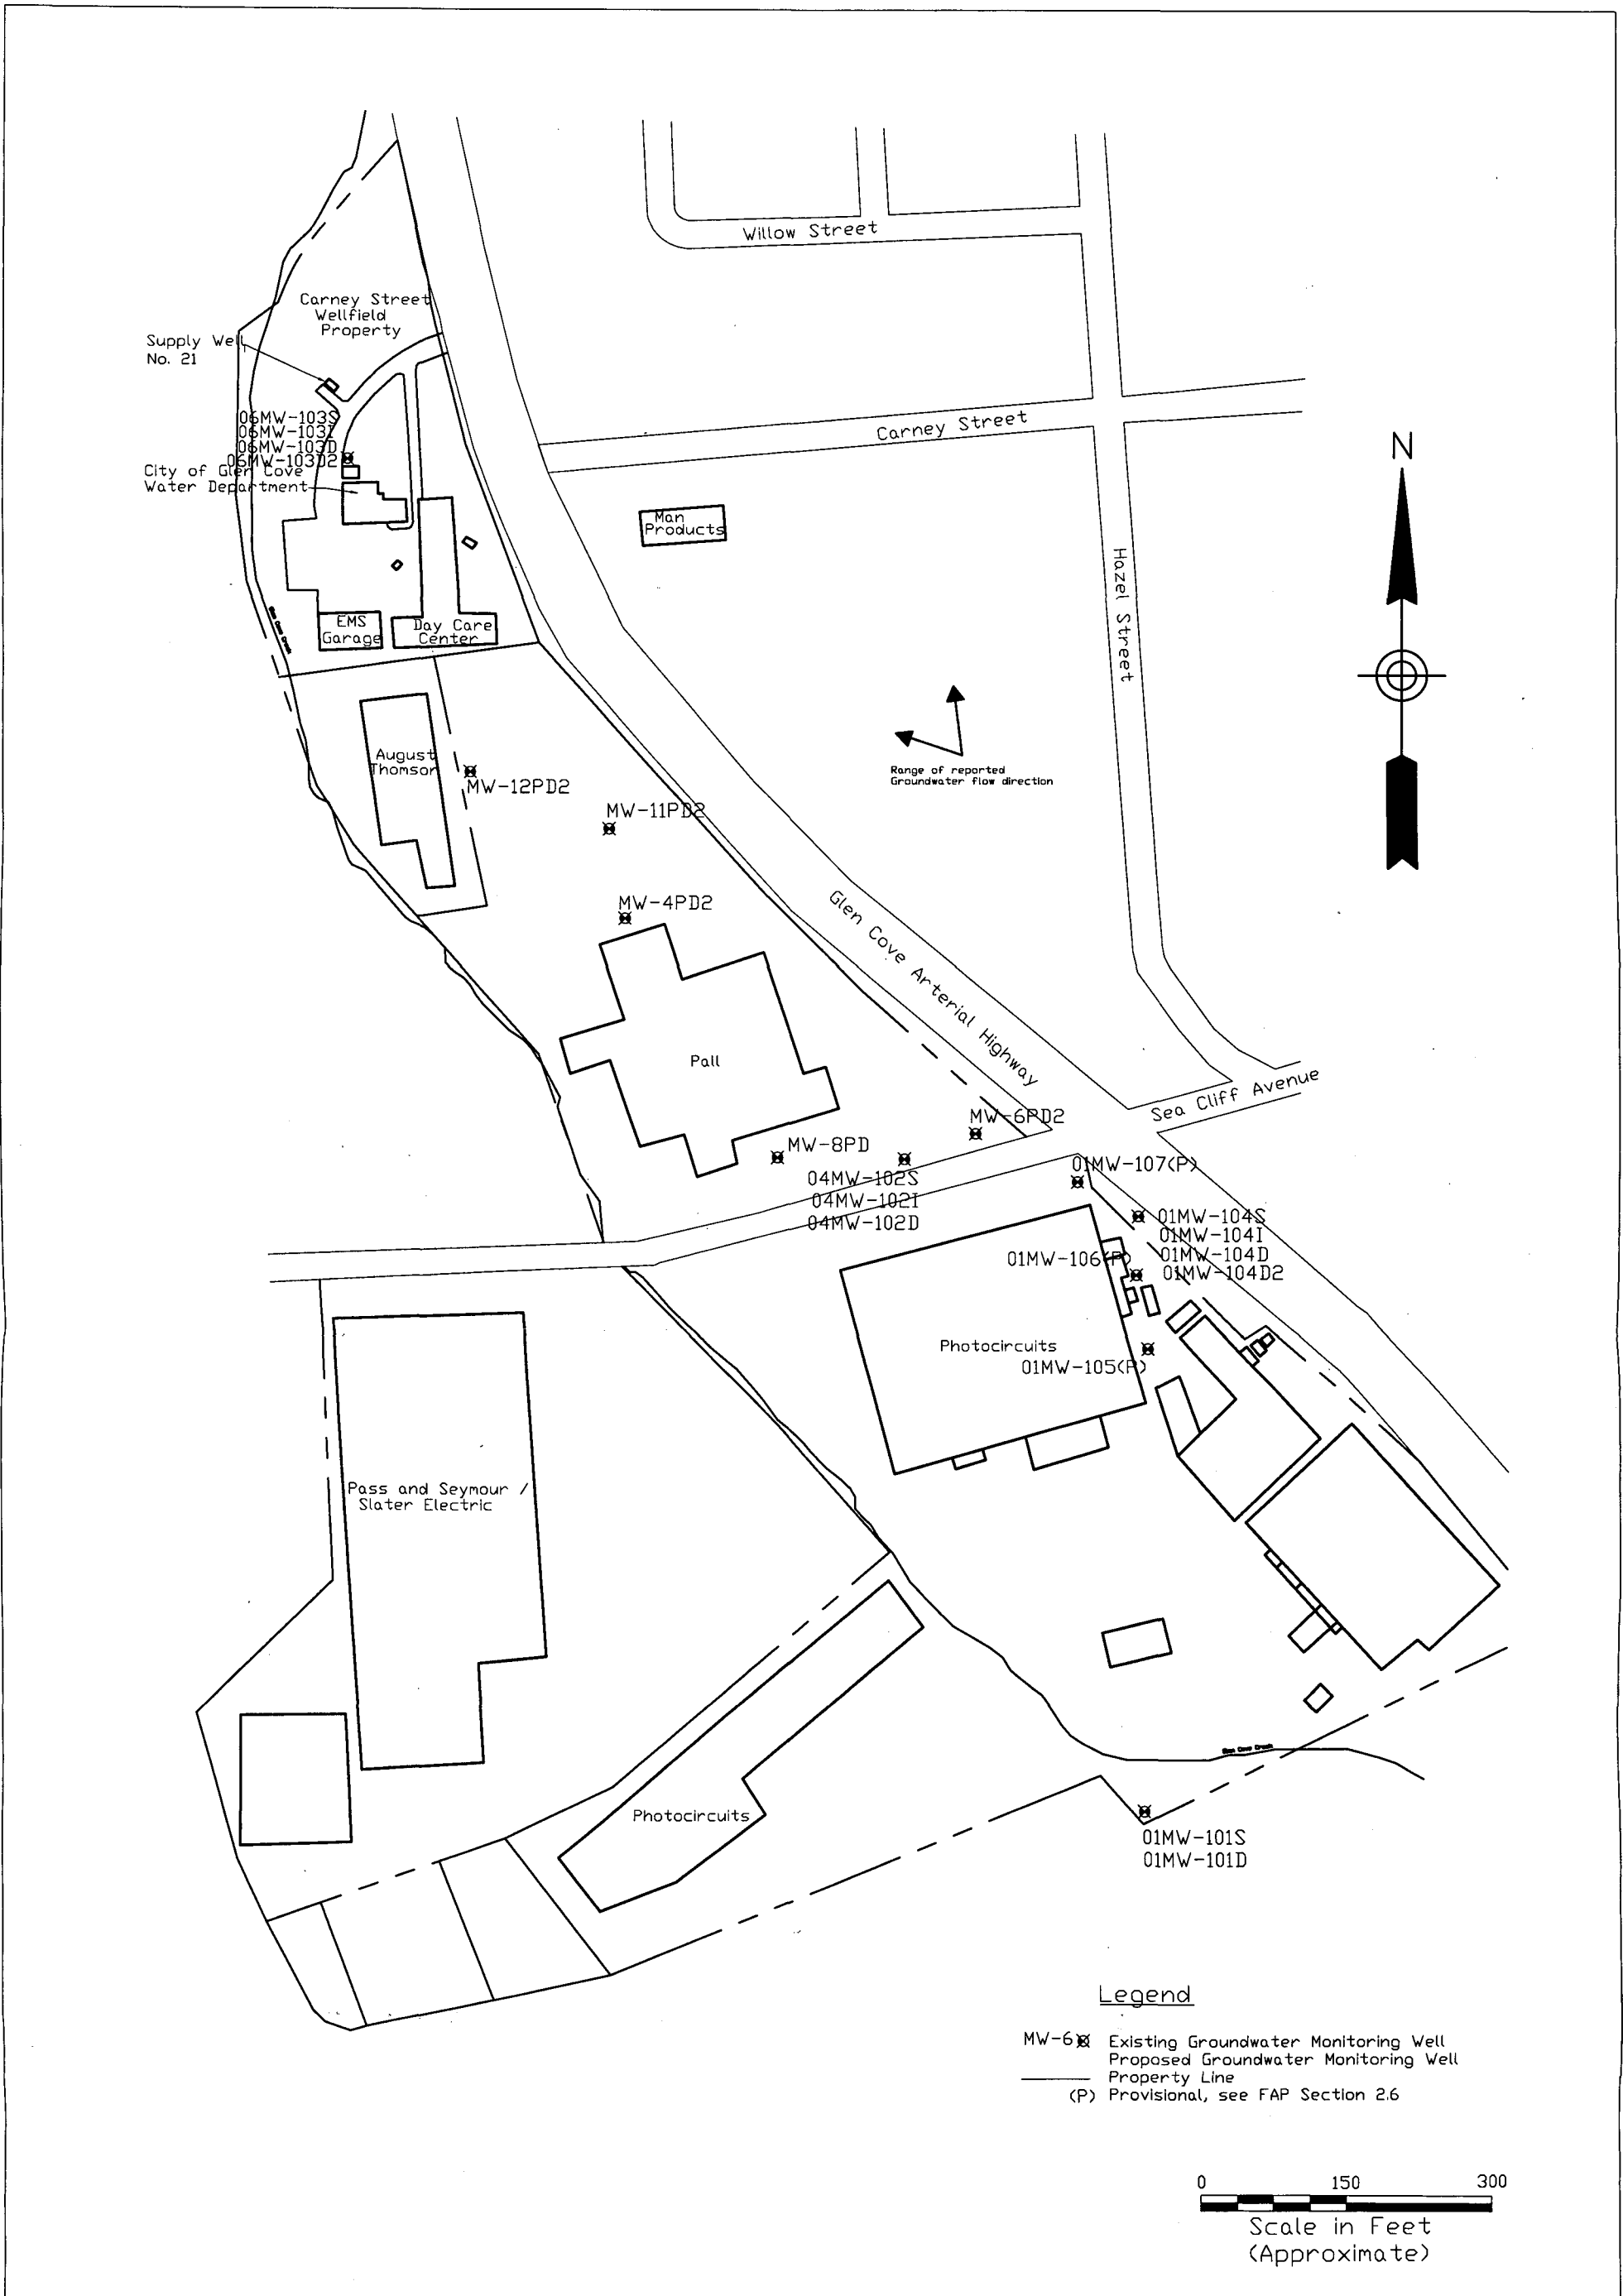 Willow Street
Carney Street
Wellfield
Property
Supply Well
No. 21
Carney Street
06MW-103S
06MW-103I
06MW-103D
06MW-103D2
City of Glen Cove
Water Department
N
Man
Products
Hazel Street
Glen Cove Creek
EMS
Garage
Day Care
Center
August
Thomson
MW-12PD2
Range of reported
Groundwater flow direction
MW-11PD2
MW-4PD2
Glen Cove Arterial Highway
Pall
Sea Cliff Avenue
MW-6PD2
MW-8PD
04MW-102S
04MW-102I
04MW-102D
01MW-107(P)
01MW-104S
01MW-104I
01MW-104D
01MW-104D2
01MW-106(P)
Photocircuits
01MW-105(P)
Pass and Seymour /
Slater Electric
Glen Cove Creek
Photocircuits
01MW-101S
01MW-101D
Legend
MW-6 Existing Groundwater Monitoring Well
Proposed Groundwater Monitoring Well
Property Line
(P) Provisional, see FAP Section 2.6
0 150 300
Scale in Feet
(Approximate)